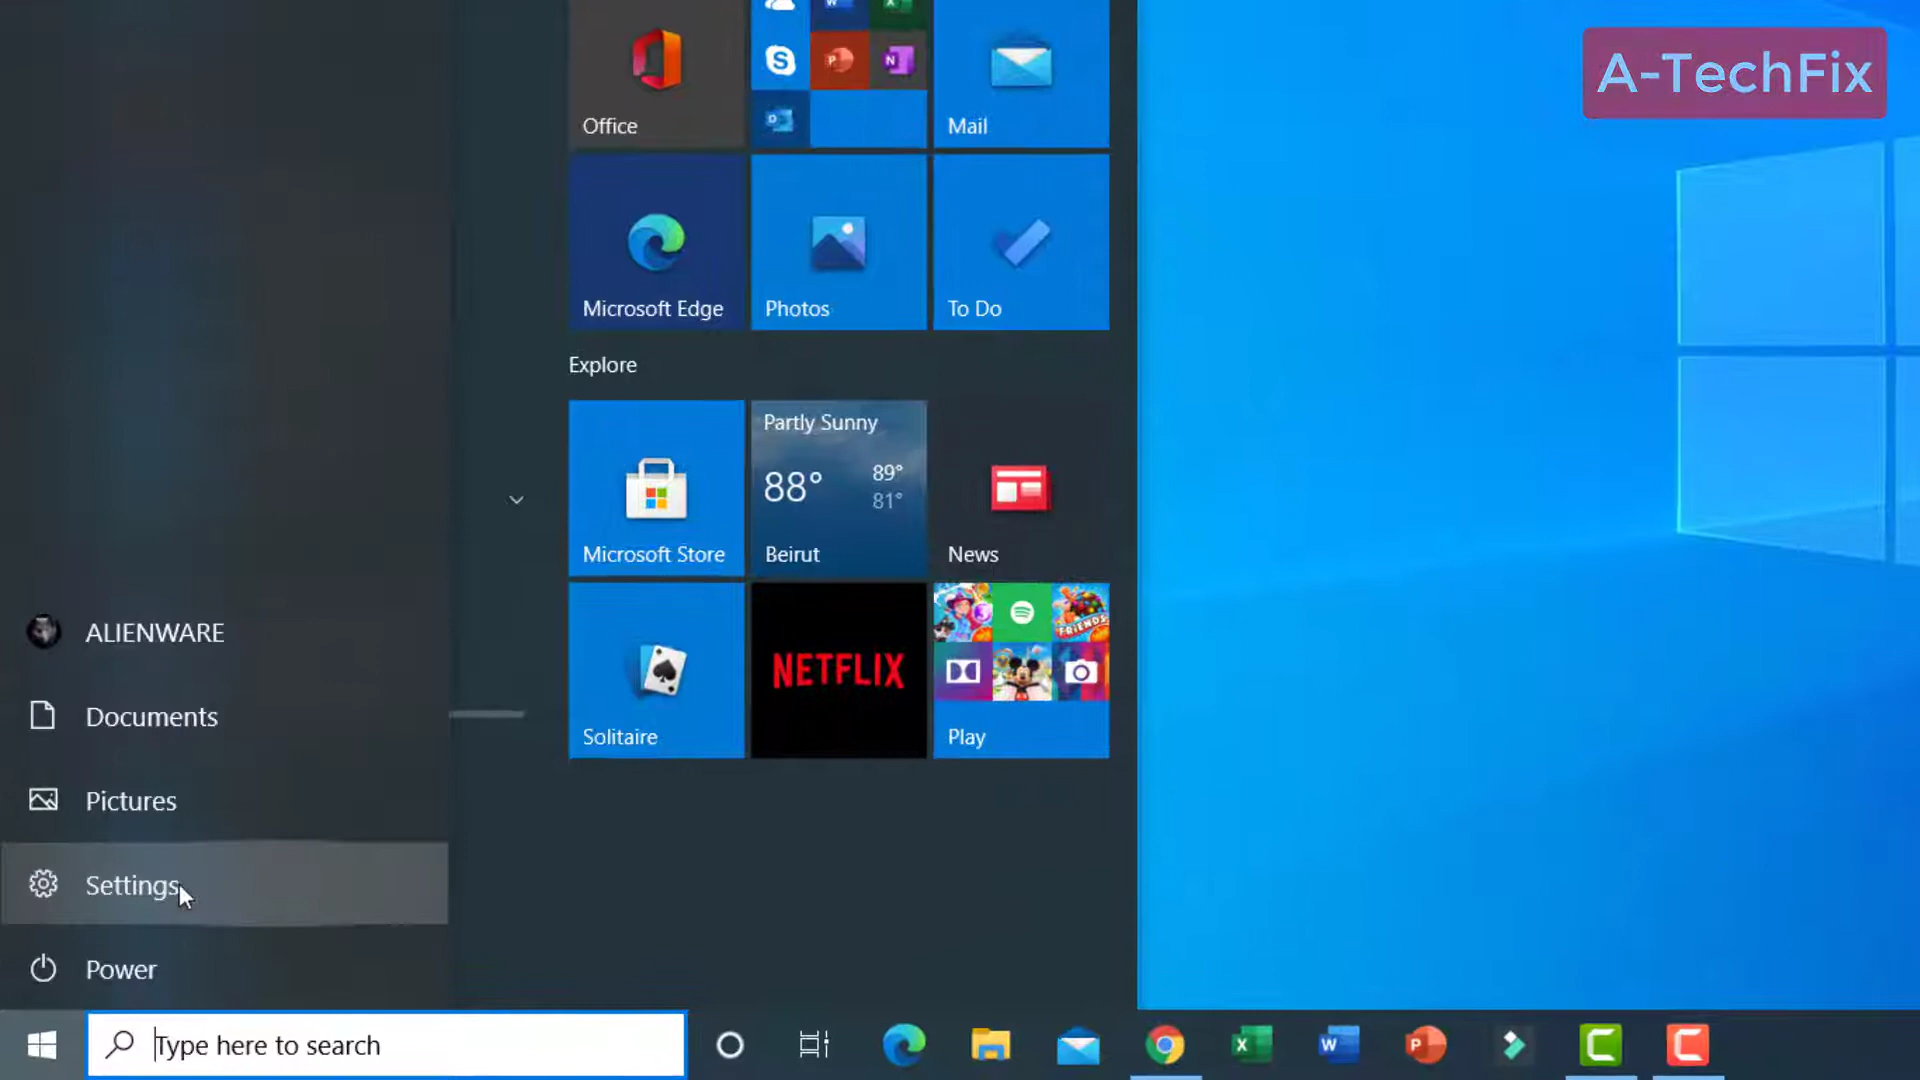 A-TechFix
Office
Mail
Microsoft Edge
Photos
To Do
Explore
Microsoft Store
Partly Sunny
88°
89°
81°
Beirut
News
Solitaire
NETFLIX
FRIENDS
Play
ALIENWARE
Documents
Pictures
Settings
Power
Type here to search